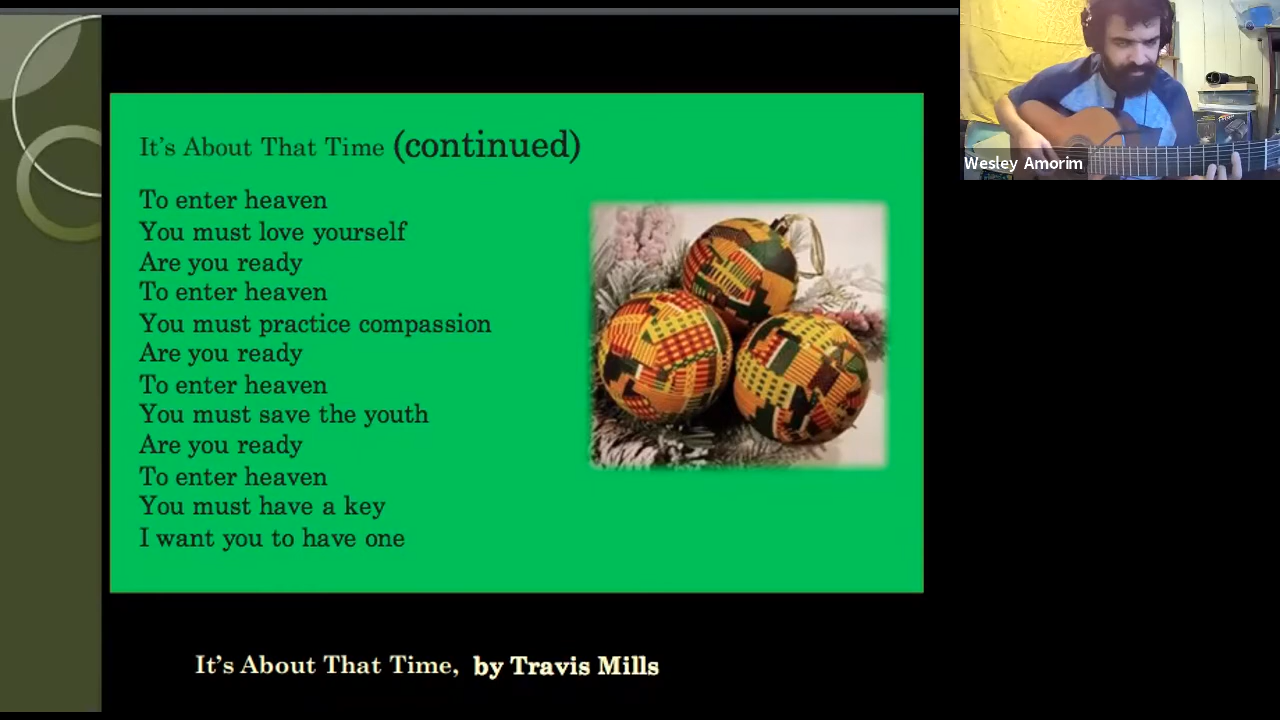 It's About That Time (continued)
To enter heaven
You must love yourself
Are you ready
To enter heaven
You must practice compassion
Are you ready
To enter heaven
You must save the youth
Are you ready
To enter heaven
You must have a key
I want you to have one
It's About That Time, by Travis Mills
Wesley Amorim